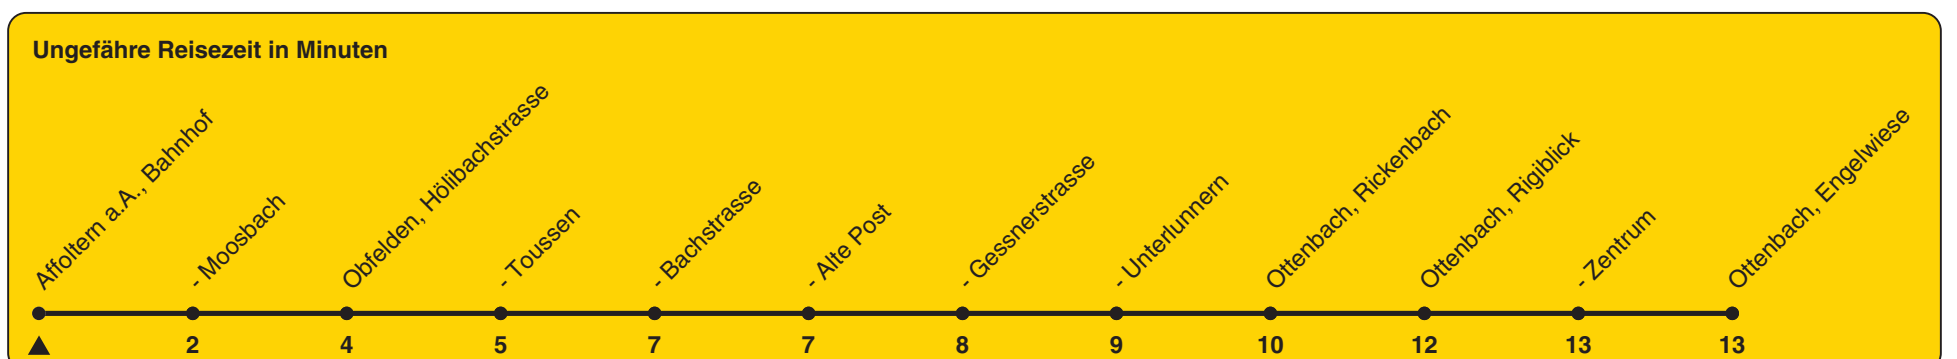 Ungefähre Reisezeit in Minuten
Affoltern a.A., Bahnhof
- Moosbach
Obfelden, Hölibachstrasse
- Toussen
- Bachstrasse
- Alte Post
- Gessnerstrasse
- Unterlunnern
Ottenbach, Rickenbach
Ottenbach, Rigiblick
- Zentrum
Ottenbach, Engelwiese
2 4 5 7 7 8 9 10 12 13 13